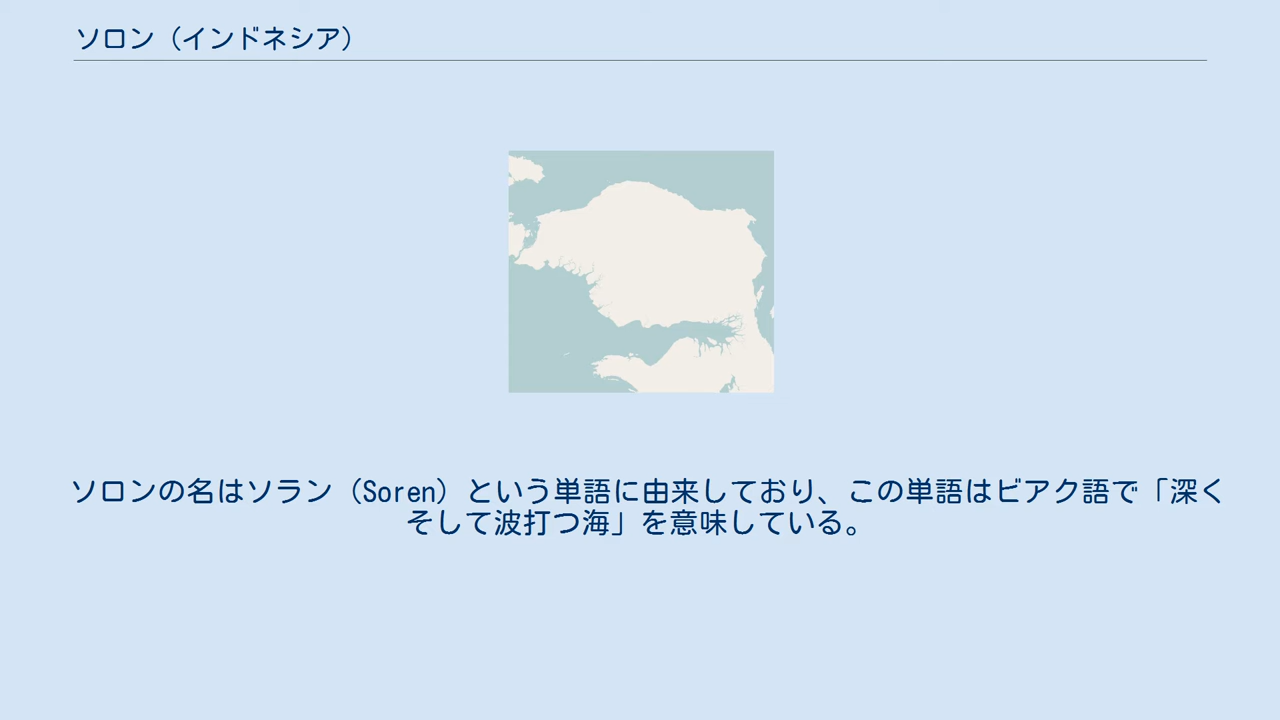 ソロン（インドネシア）
ソロンの名はソラン（Soren）という単語に由来しており、この単語はビアク語で「深く
そして波打つ海」を意味している。